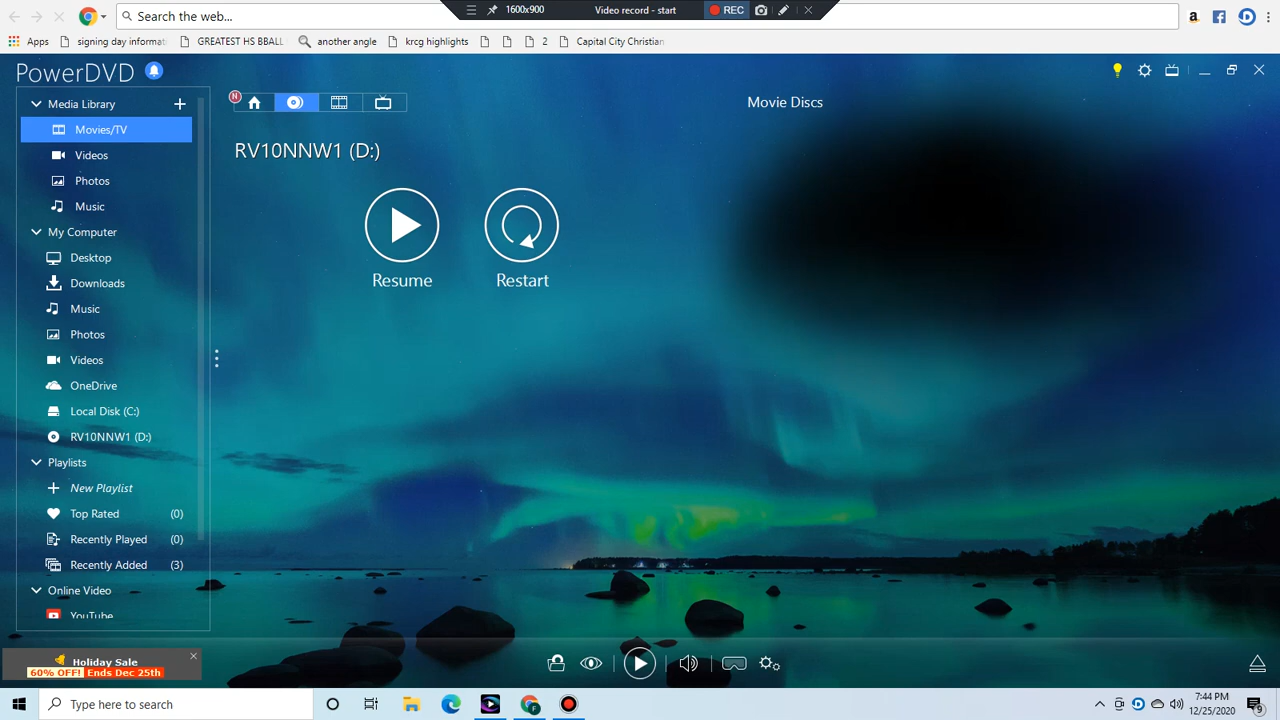 1600x900 Video record - start REC
Search the web...
Apps signing day informati GREATEST HS BBALL another angle krcg highlights 2 Capital City Christian
PowerDVD
Media Library
Movies/TV
Videos
Photos
Music
My Computer
Desktop
Downloads
Music
Photos
Videos
OneDrive
Local Disk (C:)
RV10NNW1 (D:)
Playlists
New Playlist
Top Rated (0)
Recently Played (0)
Recently Added (3)
Online Video
YouTube
N
Movie Discs
RV10NNW1 (D:)
Resume Restart
Holiday Sale
60% OFF! Ends Dec 25th
Type here to search
7:44 PM
12/25/2020
9